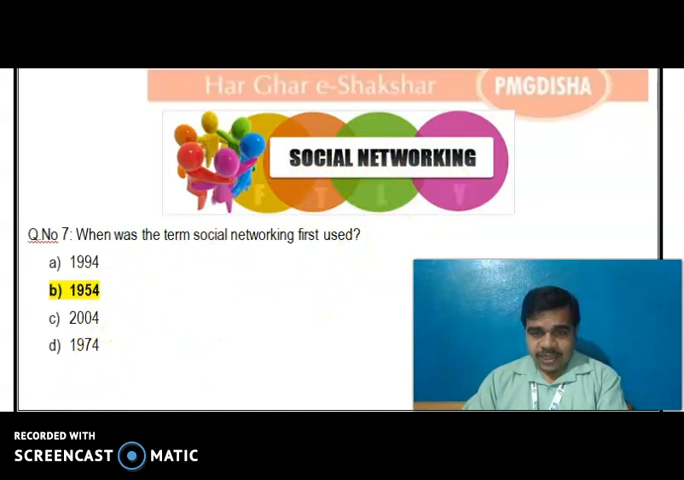 Har Ghar e-Shakshar
PMGDISHA
SOCIAL NETWORKING
F T L Y
Q.No 7: When was the term social networking first used?
a) 1994
b) 1954
c) 2004
d) 1974
RECORDED WITH
SCREENCAST MATIC